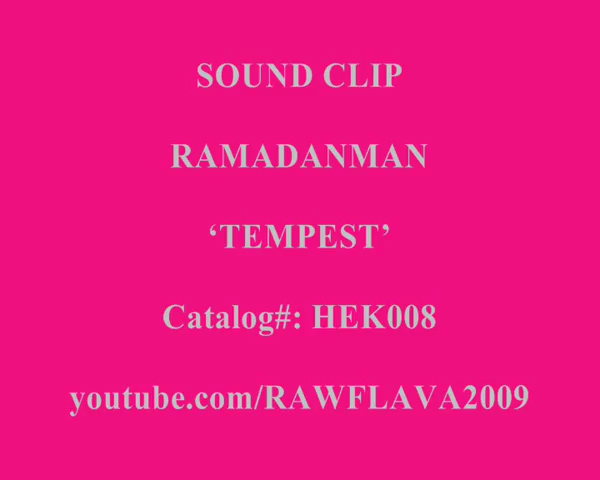 SOUND CLIP
RAMADANMAN
‘TEMPEST’
Catalog#: HEK008
youtube.com/RAWFLAVA2009